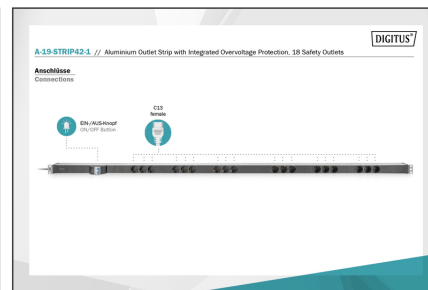 DIGITUS®
A-19-STRIP42-1 // Aluminium Outlet Strip with Integrated Overvoltage Protection, 18 Safety Outlets
Anschlüsse
Connections
C13
female
EIN-/AUS-Knopf
ON/OFF Button